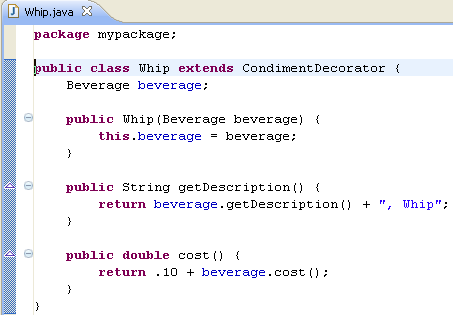 Whip.java
package mypackage;
public class Whip extends CondimentDecorator {
    Beverage beverage;
    public Whip(Beverage beverage) {
        this.beverage = beverage;
    }
    public String getDescription() {
        return beverage.getDescription() + ", Whip";
    }
    public double cost() {
        return .10 + beverage.cost();
    }
}